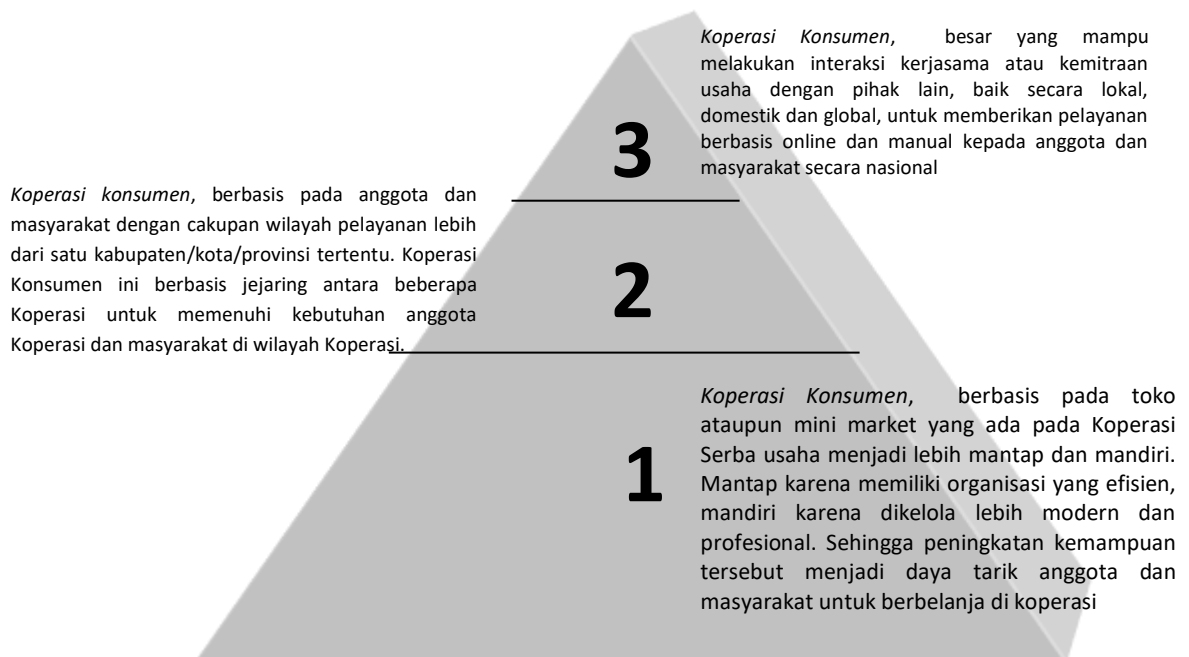 Koperasi Konsumen, besar yang mampu
melakukan interaksi kerjasama atau kemitraan
usaha dengan pihak lain, baik secara lokal,
domestik dan global, untuk memberikan pelayanan
berbasis online dan manual kepada anggota dan
masyarakat secara nasional
3
Koperasi konsumen, berbasis pada anggota dan
masyarakat dengan cakupan wilayah pelayanan lebih
dari satu kabupaten/kota/provinsi tertentu. Koperasi
Konsumen ini berbasis jejaring antara beberapa
Koperasi untuk memenuhi kebutuhan anggota
Koperasi dan masyarakat di wilayah Koperasi.
2
Koperasi Konsumen, berbasis pada toko
ataupun mini market yang ada pada Koperasi
Serba usaha menjadi lebih mantap dan mandiri.
Mantap karena memiliki organisasi yang efisien,
mandiri karena dikelola lebih modern dan
profesional. Sehingga peningkatan kemampuan
tersebut menjadi daya tarik anggota dan
masyarakat untuk berbelanja di koperasi
1